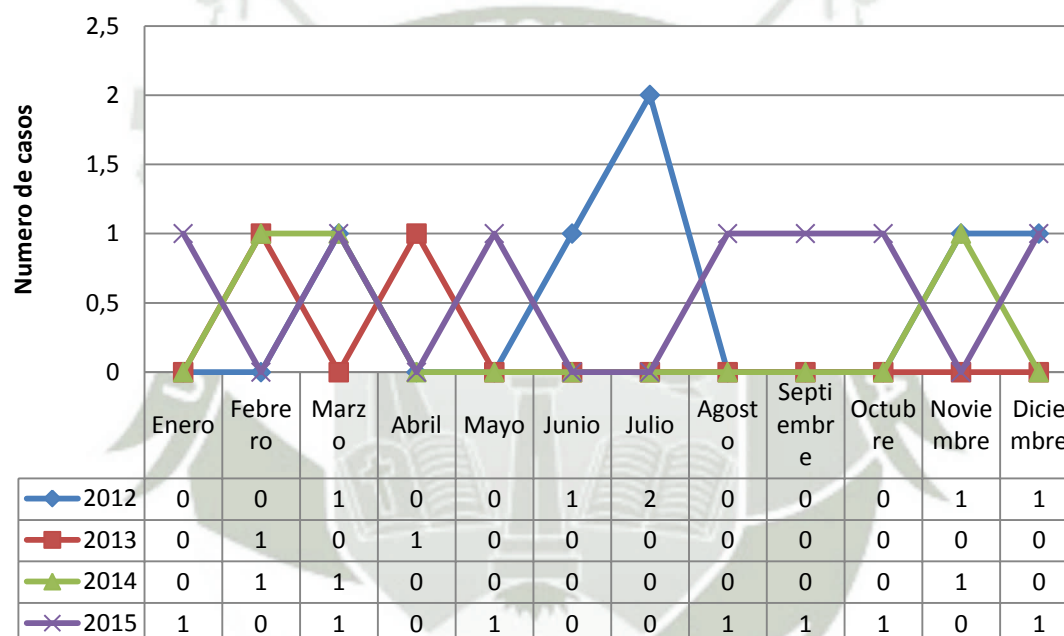 2,5
2
1,5
1
0,5
0
Numero de casos
Enero
Febre
ro
Marz
o
Abril
Mayo
Junio
Julio
Agost
o
Septi
embr
e
Octub
re
Novie
mbre
Dicie
mbre
2012 0 0 1 0 0 1 2 0 0 0 1 1
2013 0 1 0 1 0 0 0 0 0 0 0 0
2014 0 1 1 0 0 0 0 0 0 0 1 0
2015 1 0 1 0 1 0 0 1 1 1 0 1